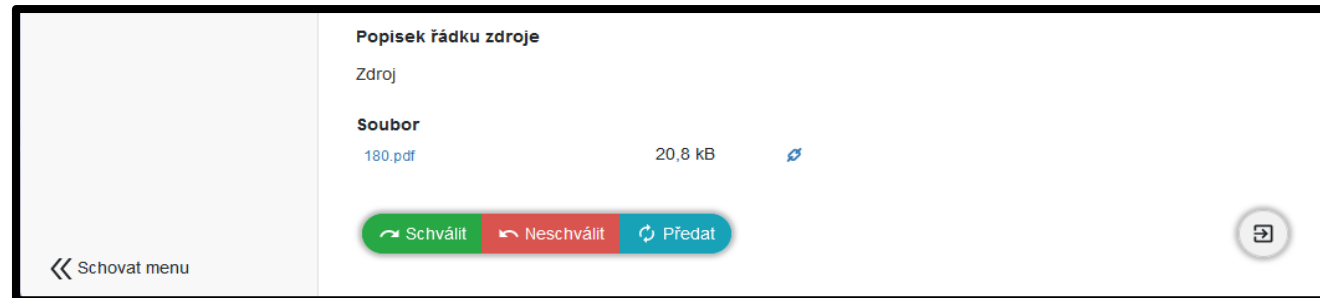 Popisek řádku zdroje
Zdroj
Soubor
180.pdf 20,8 kB
Schválit Neschválit Předat
Schovat menu